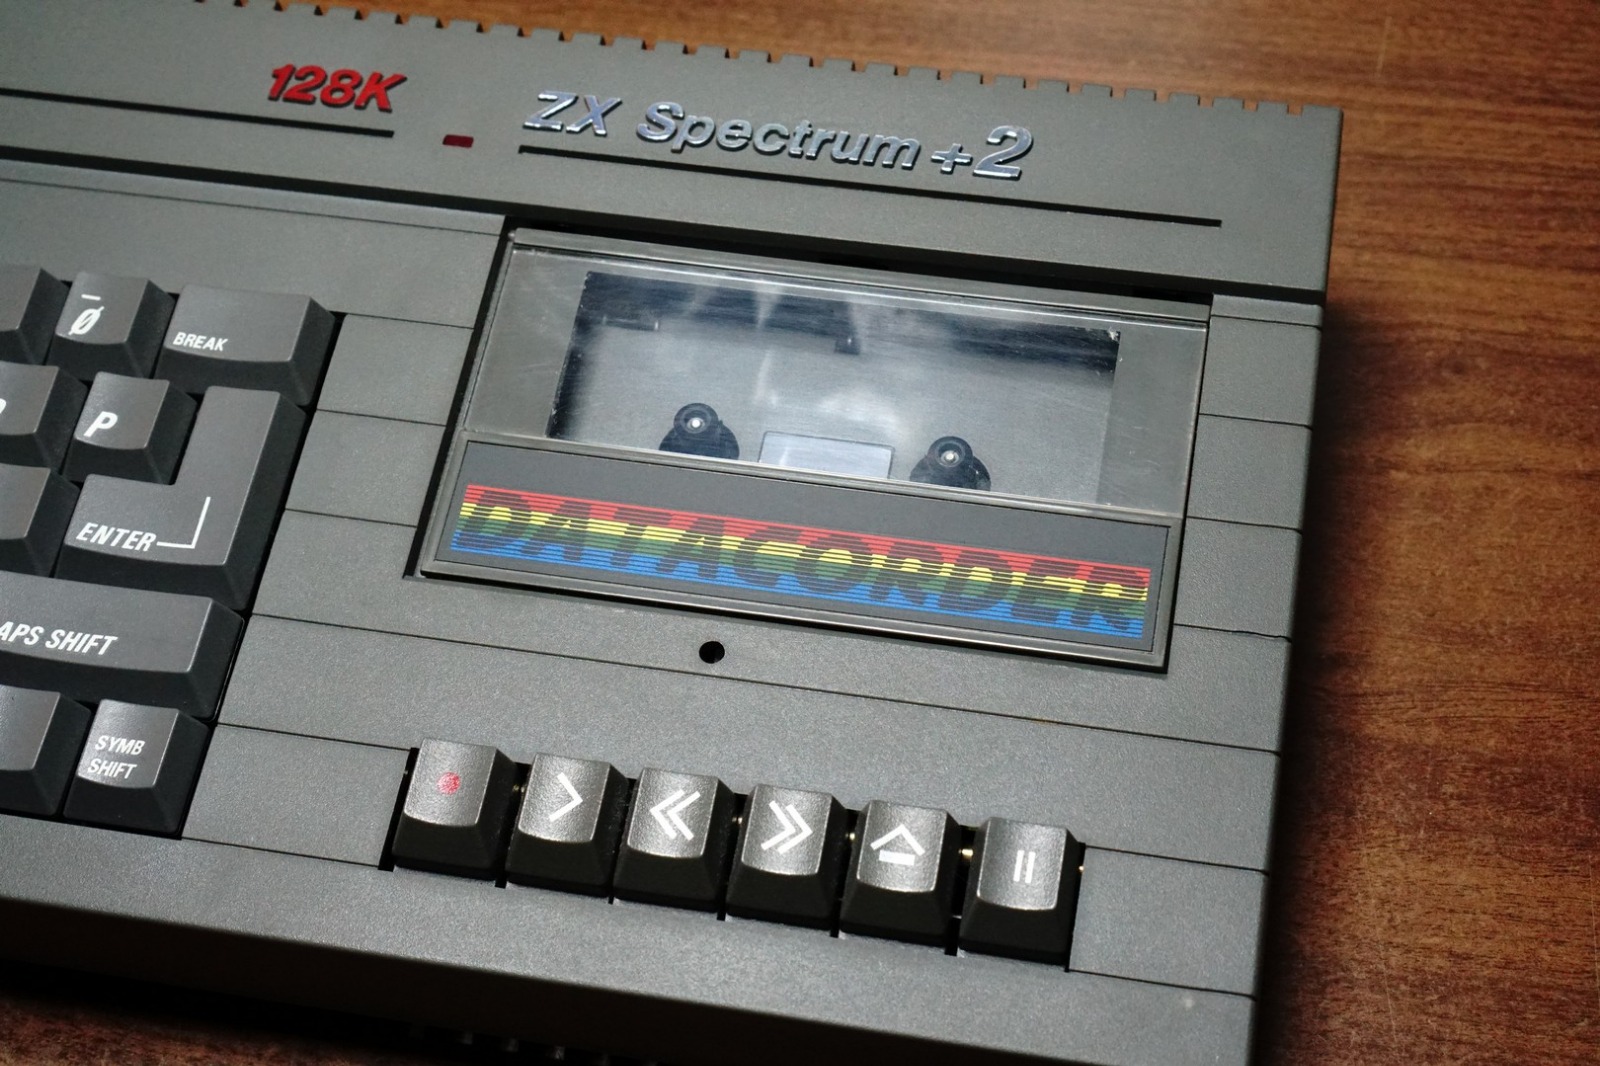 128K
ZX Spectrum +2
Ø
BREAK
P
ENTER
DATACORDER
APS SHIFT
SYMB
SHIFT